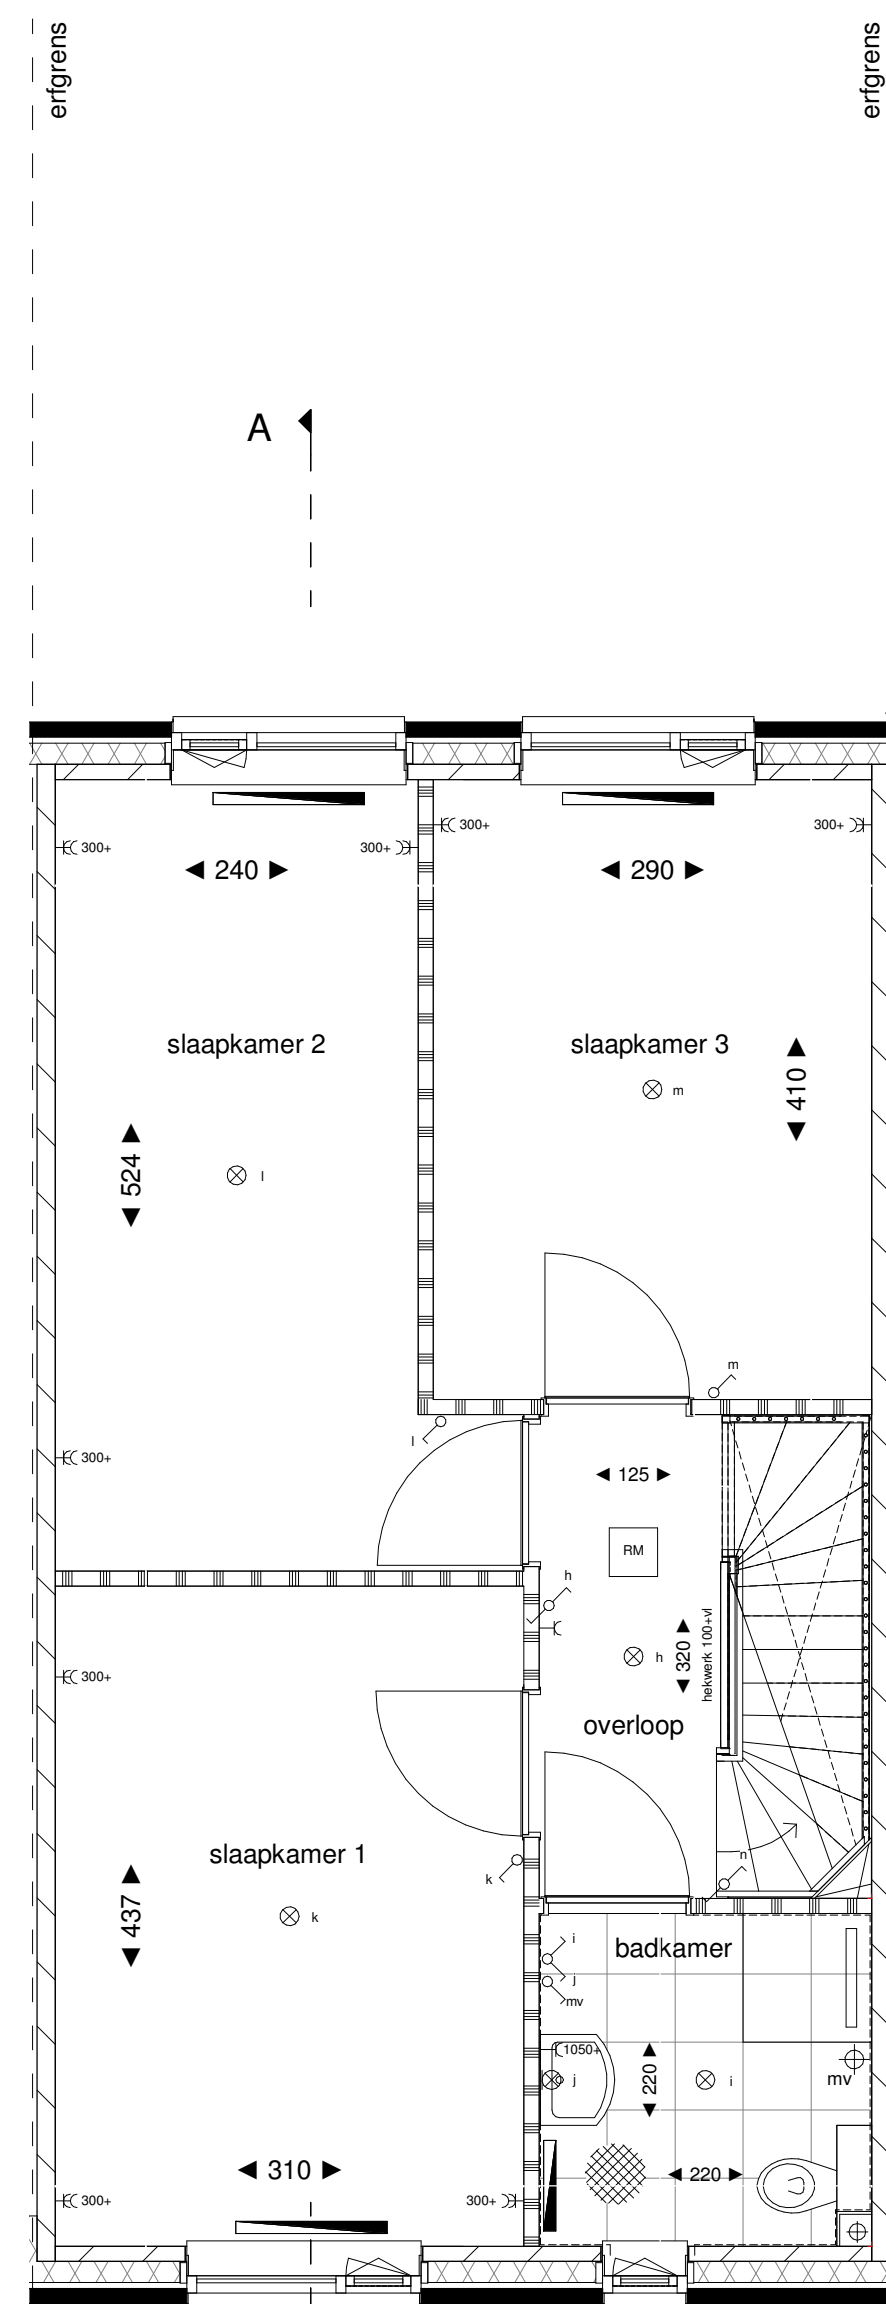 erfgrens
erfgrens
A
300+
300+
300+
300+
240
290
slaapkamer 2
slaapkamer 3
m
410
524
l
m
l
300+
125
RM
h
h
320
hekwerk 100+vl
300+
overloop
slaapkamer 1
k
n
437
k
badkamer
i
j
mv
1050+
j
220
i
mv
310
220
300+
300+